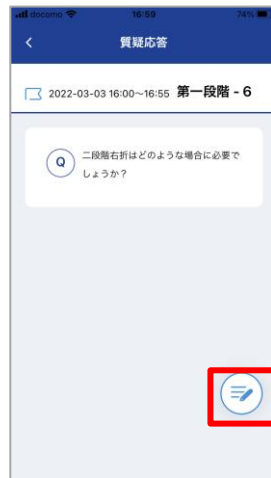 docomo 16:59 74%
質疑応答
2022-03-03 16:00~16:55 第一段階 - 6
Q 二段階右折はどのような場合に必要で
しょうか？